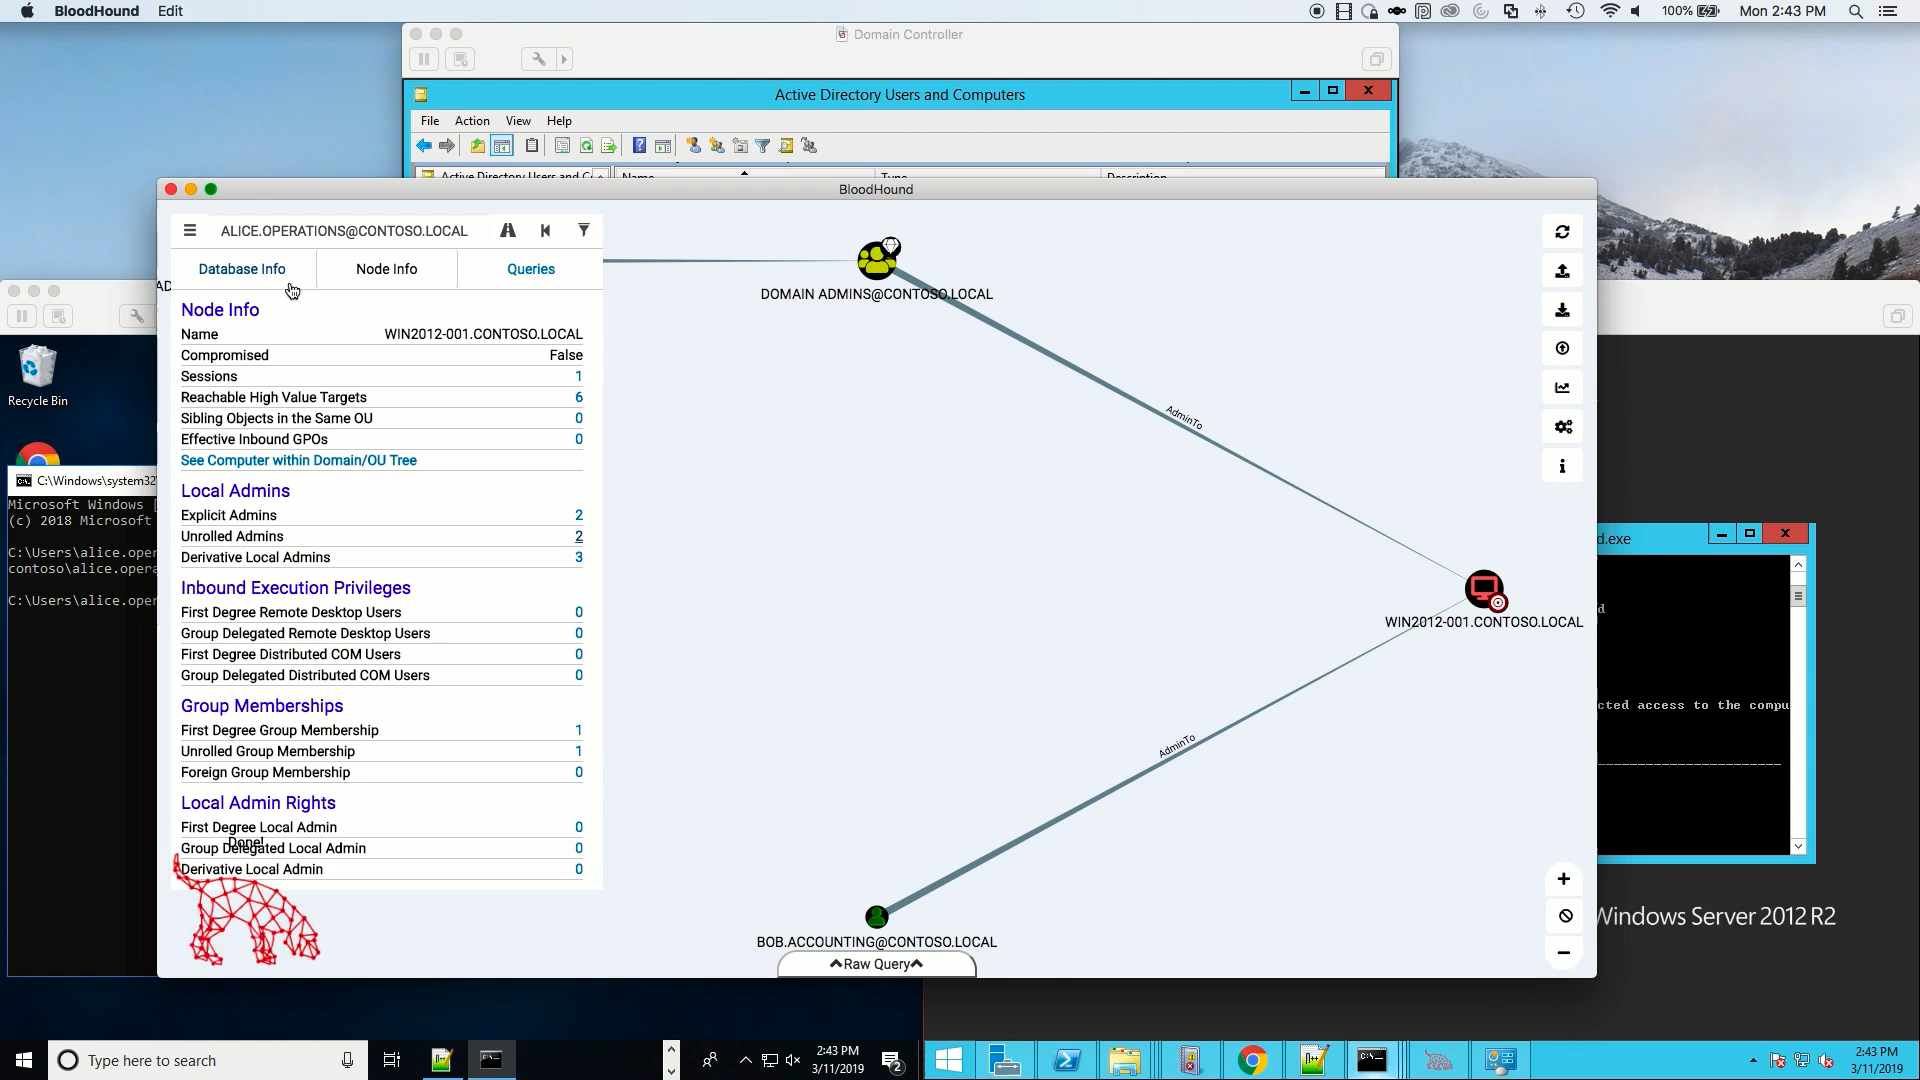 BloodHound Edit
100% Mon 2:43 PM
Domain Controller
Active Directory Users and Computers
File Action View Help
Active Directory Users and C Name Type Description
BloodHound
ALICE.OPERATIONS@CONTOSO.LOCAL
Database Info Node Info Queries
AD
Node Info
Name WIN2012-001.CONTOSO.LOCAL
Compromised False
Sessions 1
Reachable High Value Targets 6
Sibling Objects in the Same OU 0
Effective Inbound GPOs 0
See Computer within Domain/OU Tree
Local Admins
Explicit Admins 2
Unrolled Admins 2
Derivative Local Admins 3
Inbound Execution Privileges
First Degree Remote Desktop Users 0
Group Delegated Remote Desktop Users 0
First Degree Distributed COM Users 0
Group Delegated Distributed COM Users 0
Group Memberships
First Degree Group Membership 1
Unrolled Group Membership 1
Foreign Group Membership 0
Local Admin Rights
First Degree Local Admin 0
Done!
Group Delegated Local Admin 0
Derivative Local Admin 0
DOMAIN ADMINS@CONTOSO.LOCAL
AdminTo
WIN2012-001.CONTOSO.LOCAL
AdminTo
BOB.ACCOUNTING@CONTOSO.LOCAL
Raw Query
Recycle Bin
C:\Windows\system32
Microsoft Windows [
(c) 2018 Microsoft
C:\Users\alice.oper
contoso\alice.opera
C:\Users\alice.oper
d.exe
d
cted access to the compu
Windows Server 2012 R2
Type here to search
2:43 PM
3/11/2019
2
C:\
2:43 PM
3/11/2019